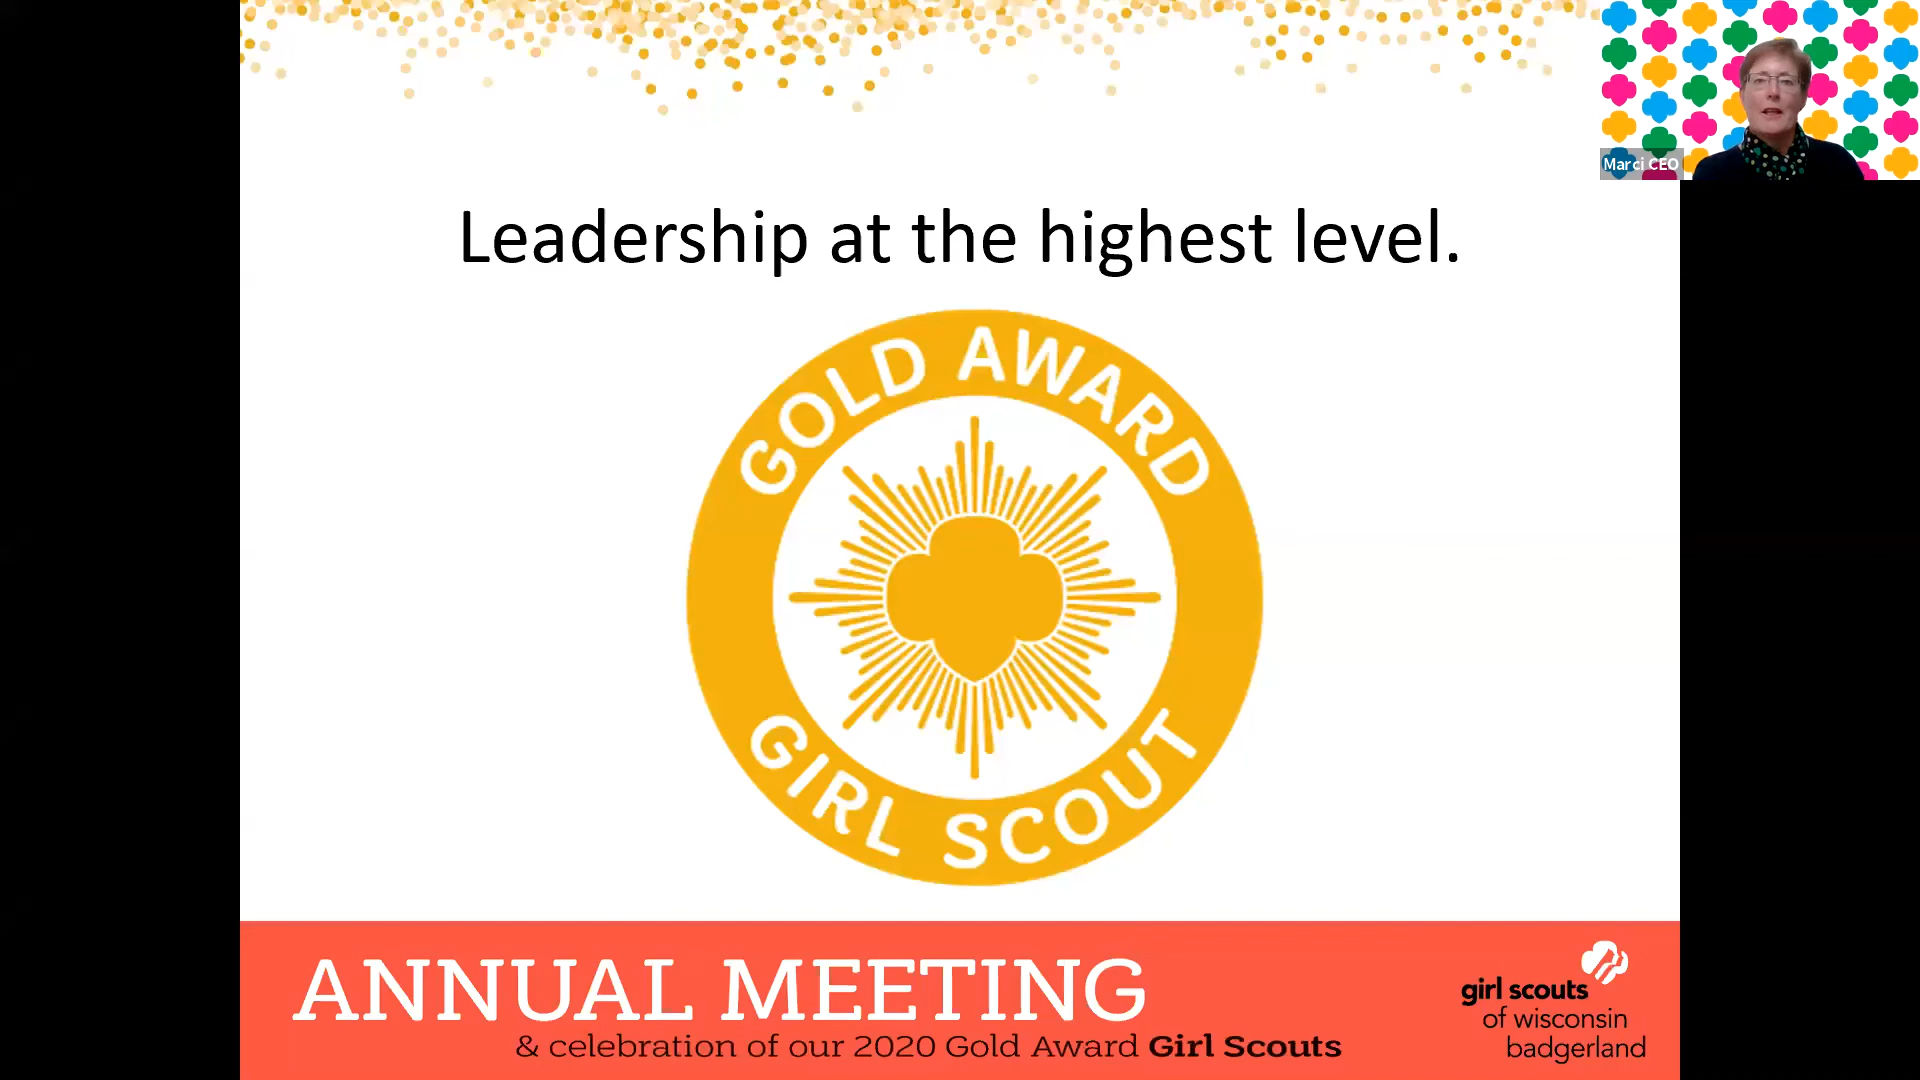 Marci CEO
Leadership at the highest level.
GOLD AWARD
GIRL SCOUT
ANNUAL MEETING
& celebration of our 2020 Gold Award Girl Scouts
girl scouts
of wisconsin
badgerland